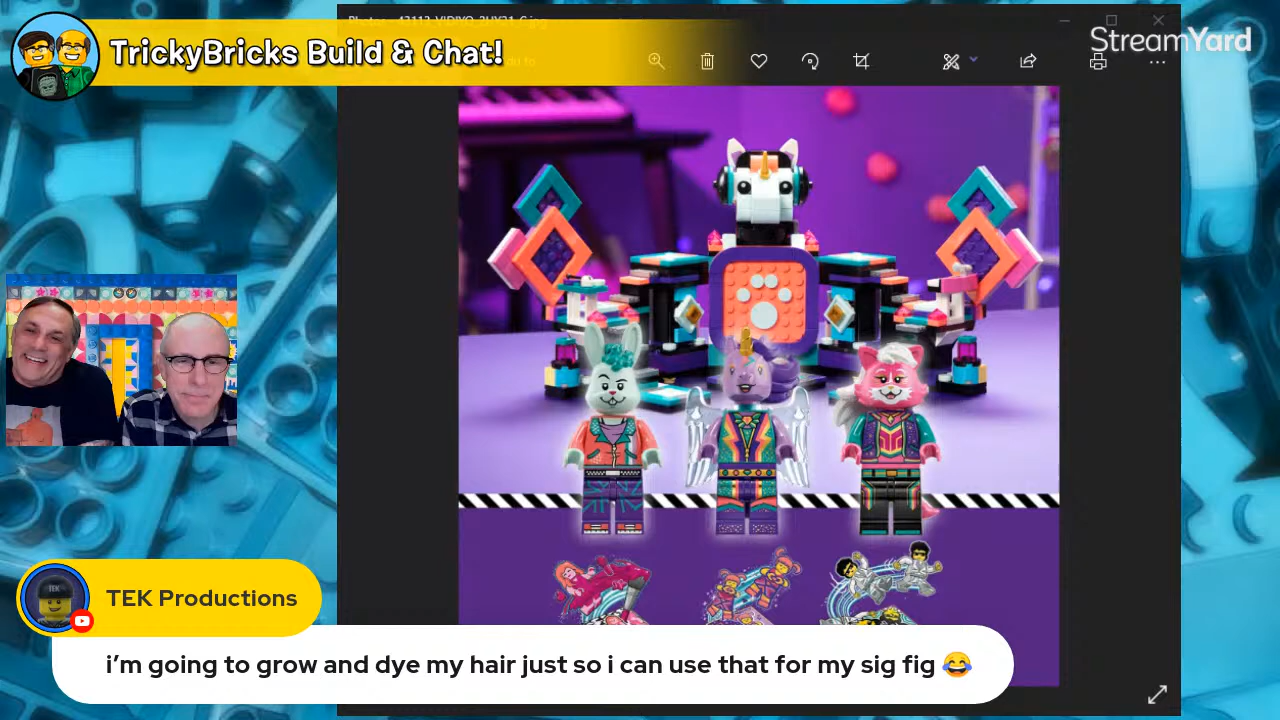 TrickyBricks Build & Chat!
StreamYard
TEK
TEK Productions
i’m going to grow and dye my hair just so i can use that for my sig fig 😂